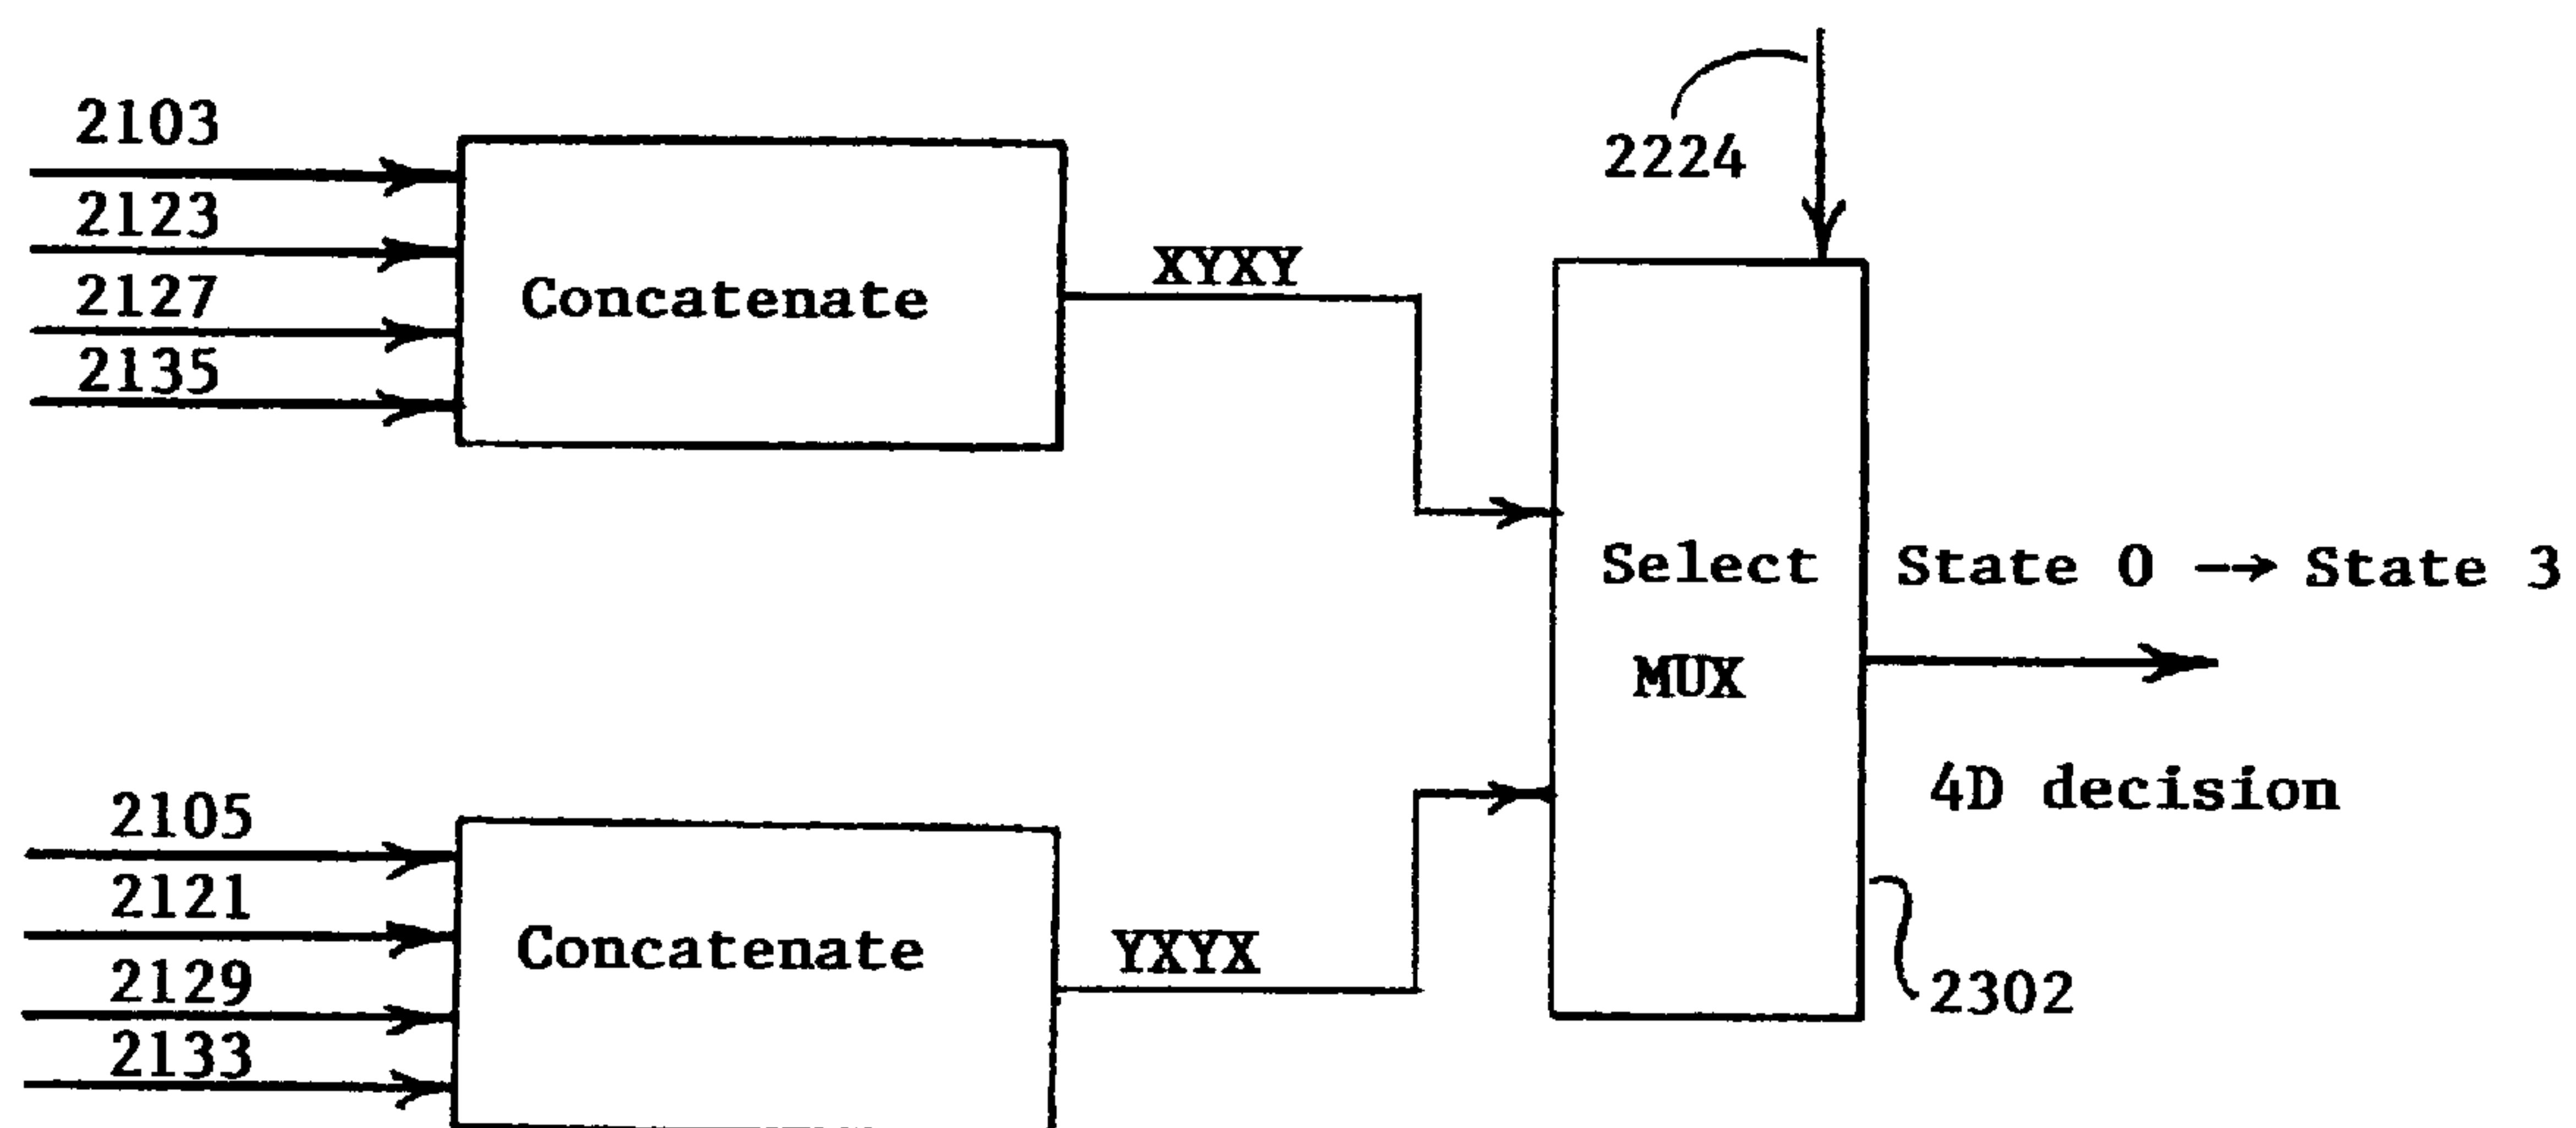 2103
2123
2127
2135
Concatenate
XYXY
2224
Select
MUX
State 0 → State 3
4D decision
2302
2105
2121
2129
2133
Concatenate
YXYX